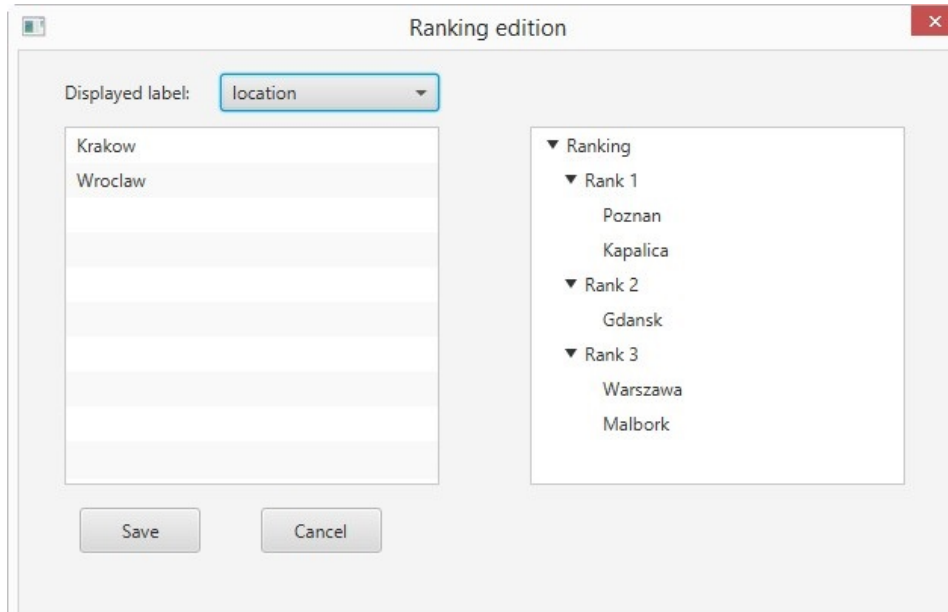 Ranking edition
Displayed label: location
Krakow
Wroclaw
Ranking
Rank 1
Poznan
Kapalica
Rank 2
Gdansk
Rank 3
Warszawa
Malbork
Save Cancel